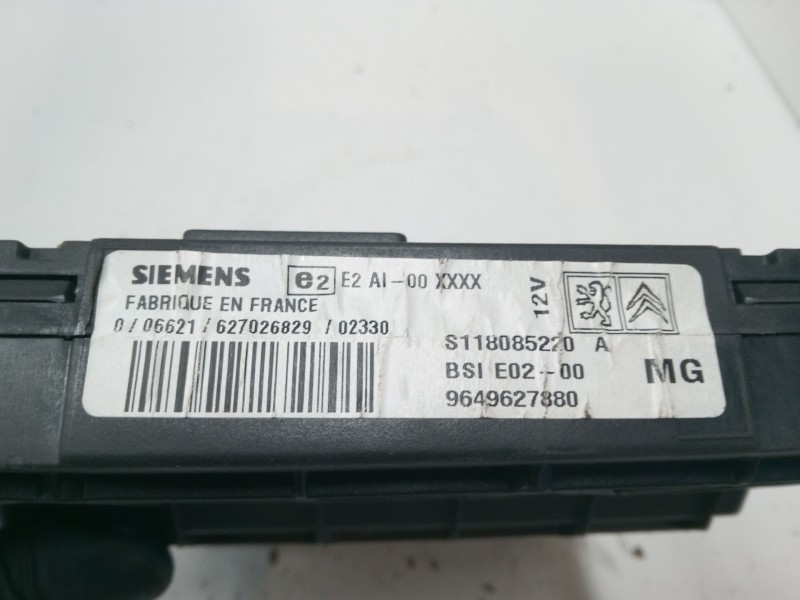 SIEMENS e2 E2 AI-00 XXXX
FABRIQUE EN FRANCE
0/06621/627026829/02330
12V
S118085220 A
BSI E02-00 MG
9649627880